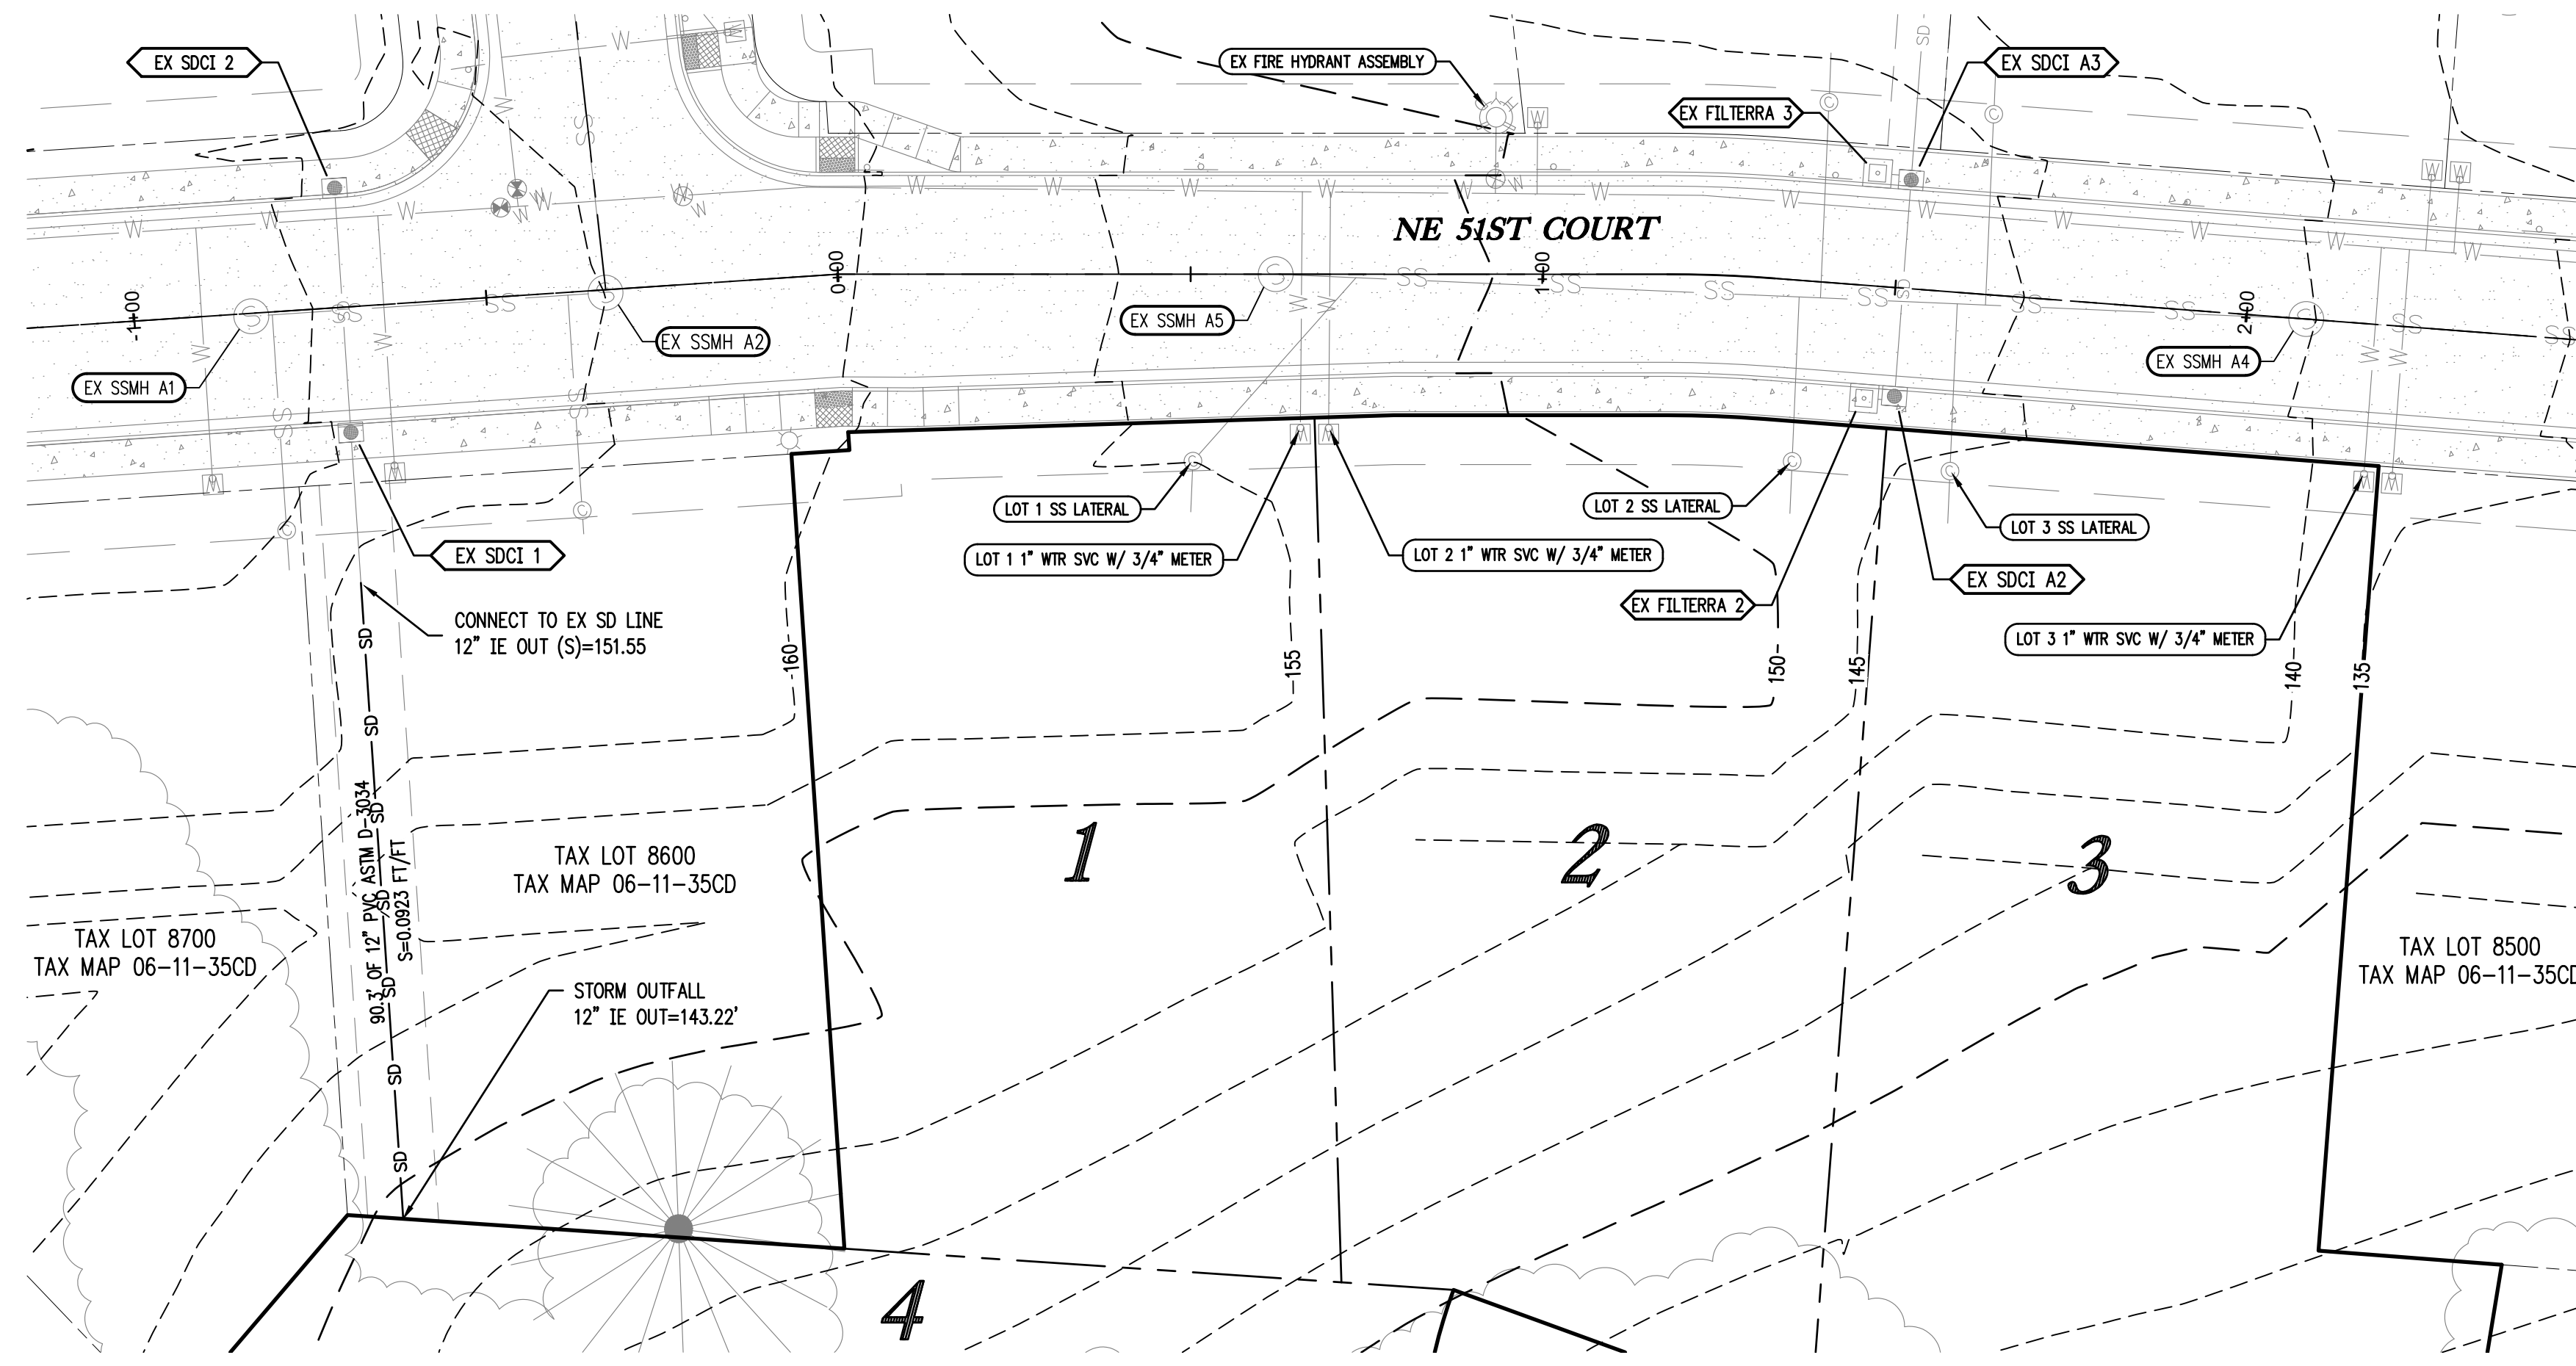 EX SDCI 2
EX FIRE HYDRANT ASSEMBLY
EX SDCI A3
EX FILTERRA 3
NE 51ST COURT
-1+00
0+00
1+00
2+00
EX SSMH A1
EX SSMH A2
EX SSMH A5
EX SSMH A4
LOT 1 SS LATERAL
LOT 2 SS LATERAL
LOT 3 SS LATERAL
EX SDCI 1
LOT 1 1" WTR SVC W/ 3/4" METER
LOT 2 1" WTR SVC W/ 3/4" METER
EX SDCI A2
EX FILTERRA 2
LOT 3 1" WTR SVC W/ 3/4" METER
CONNECT TO EX SD LINE
12" IE OUT (S)=151.55
160
155
150
145
140
135
SD
SD
SD
SD
SD
SD
SD
90.3' OF 12" PVC ASTM D-3034
S=0.0923 FT/FT
TAX LOT 8600
TAX MAP 06-11-35CD
1
2
3
TAX LOT 8700
TAX MAP 06-11-35CD
TAX LOT 8500
TAX MAP 06-11-35CD
STORM OUTFALL
12" IE OUT=143.22'
4